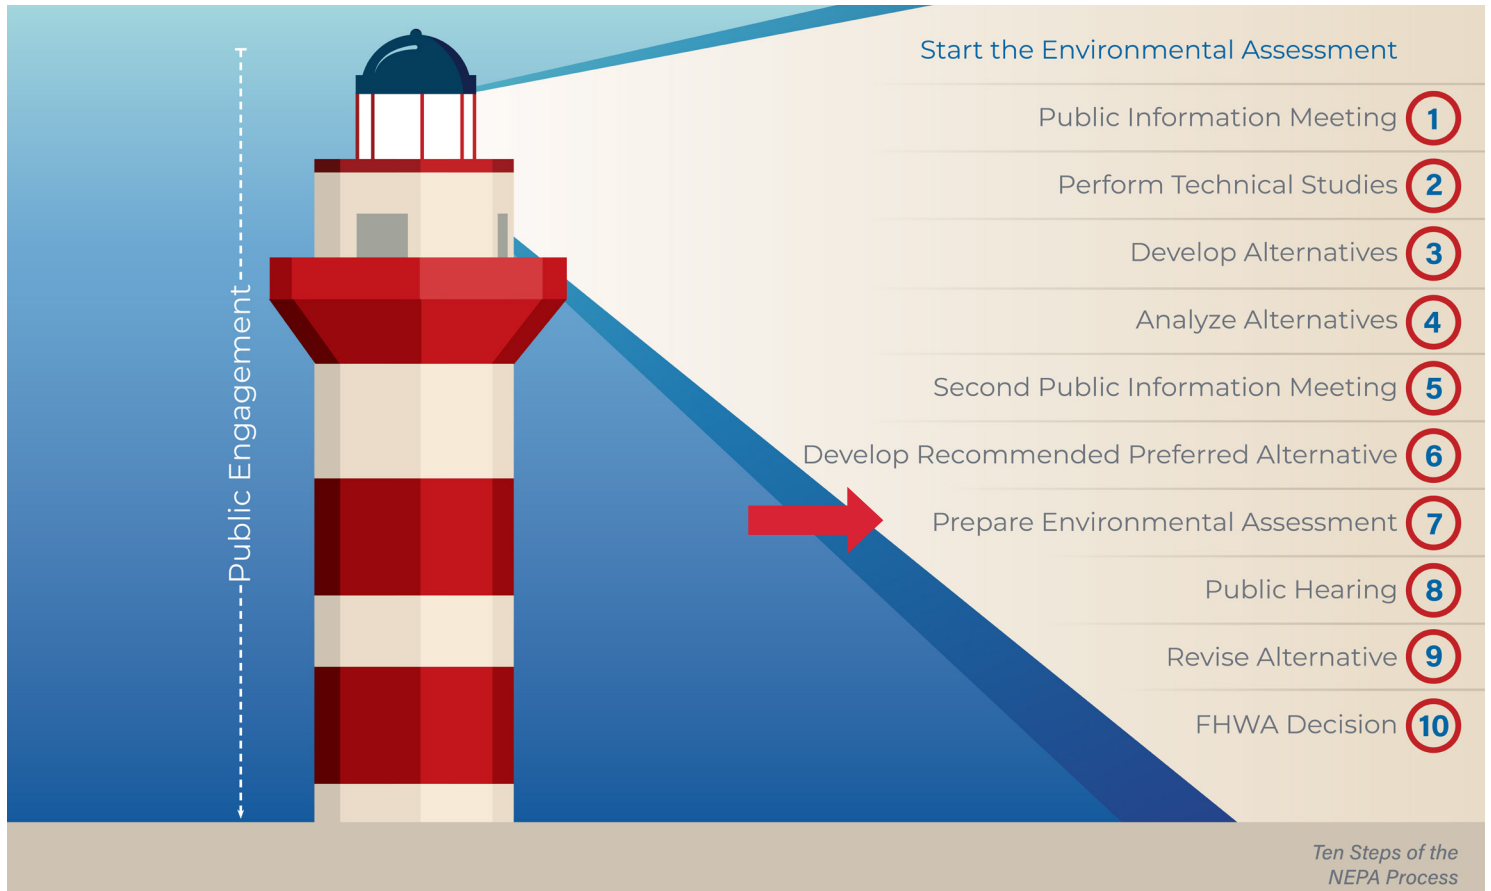 Start the Environmental Assessment
Public Information Meeting 1
Perform Technical Studies 2
Develop Alternatives 3
Analyze Alternatives 4
Second Public Information Meeting 5
Develop Recommended Preferred Alternative 6
Prepare Environmental Assessment 7
Public Hearing 8
Revise Alternative 9
FHWA Decision 10
Public Engagement
Ten Steps of the
NEPA Process